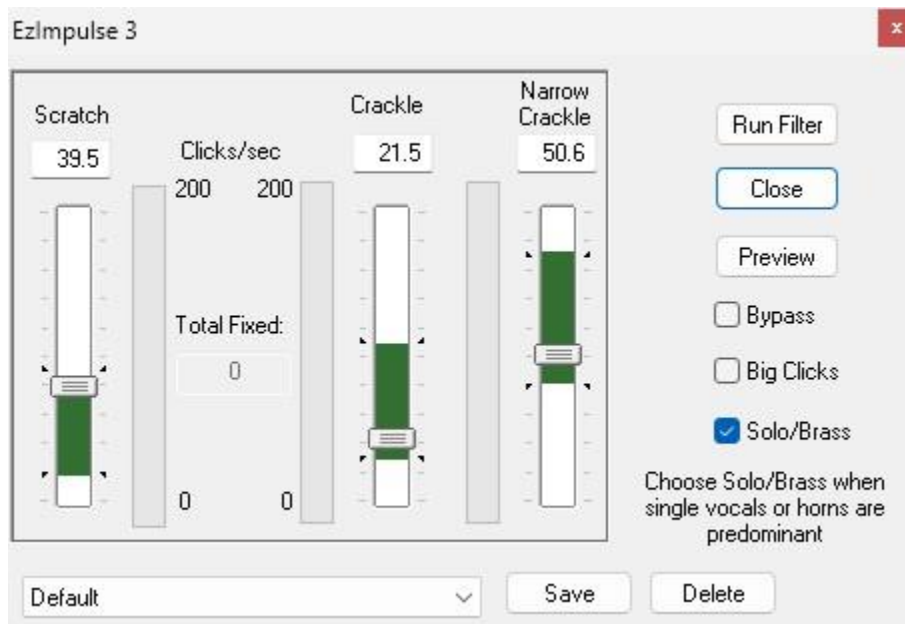 EzImpulse 3
x
Scratch
39.5
Clicks/sec
200 200
Total Fixed:
0
0 0
Crackle
21.5
Narrow
Crackle
50.6
Run Filter
Close
Preview
Bypass
Big Clicks
Solo/Brass
Choose Solo/Brass when
single vocals or horns are
predominant
Default
Save
Delete